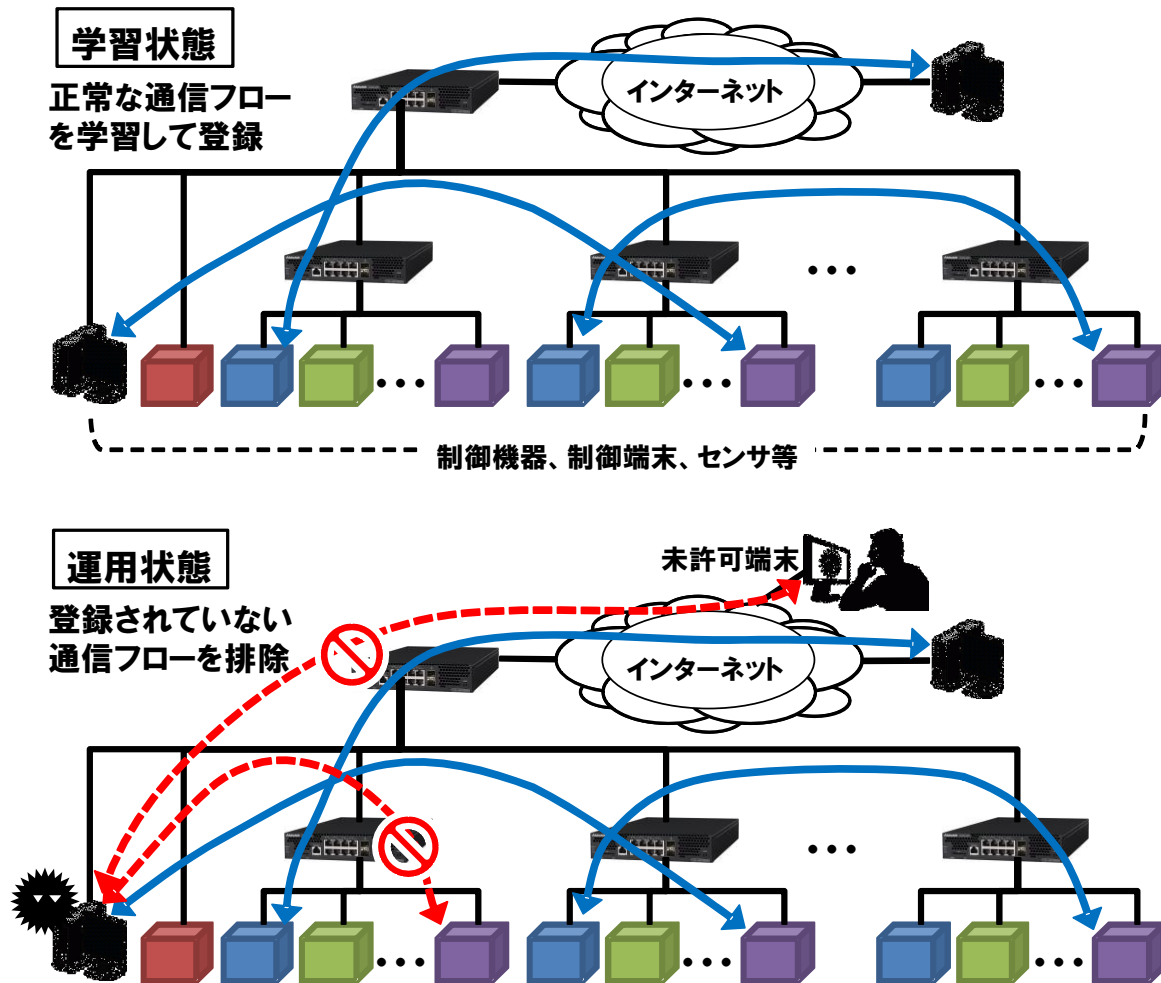 学習状態
正常な通信フロー
を学習して登録
インターネット
制御機器、制御端末、センサ等
運用状態
未許可端末
登録されていない
通信フローを排除
インターネット